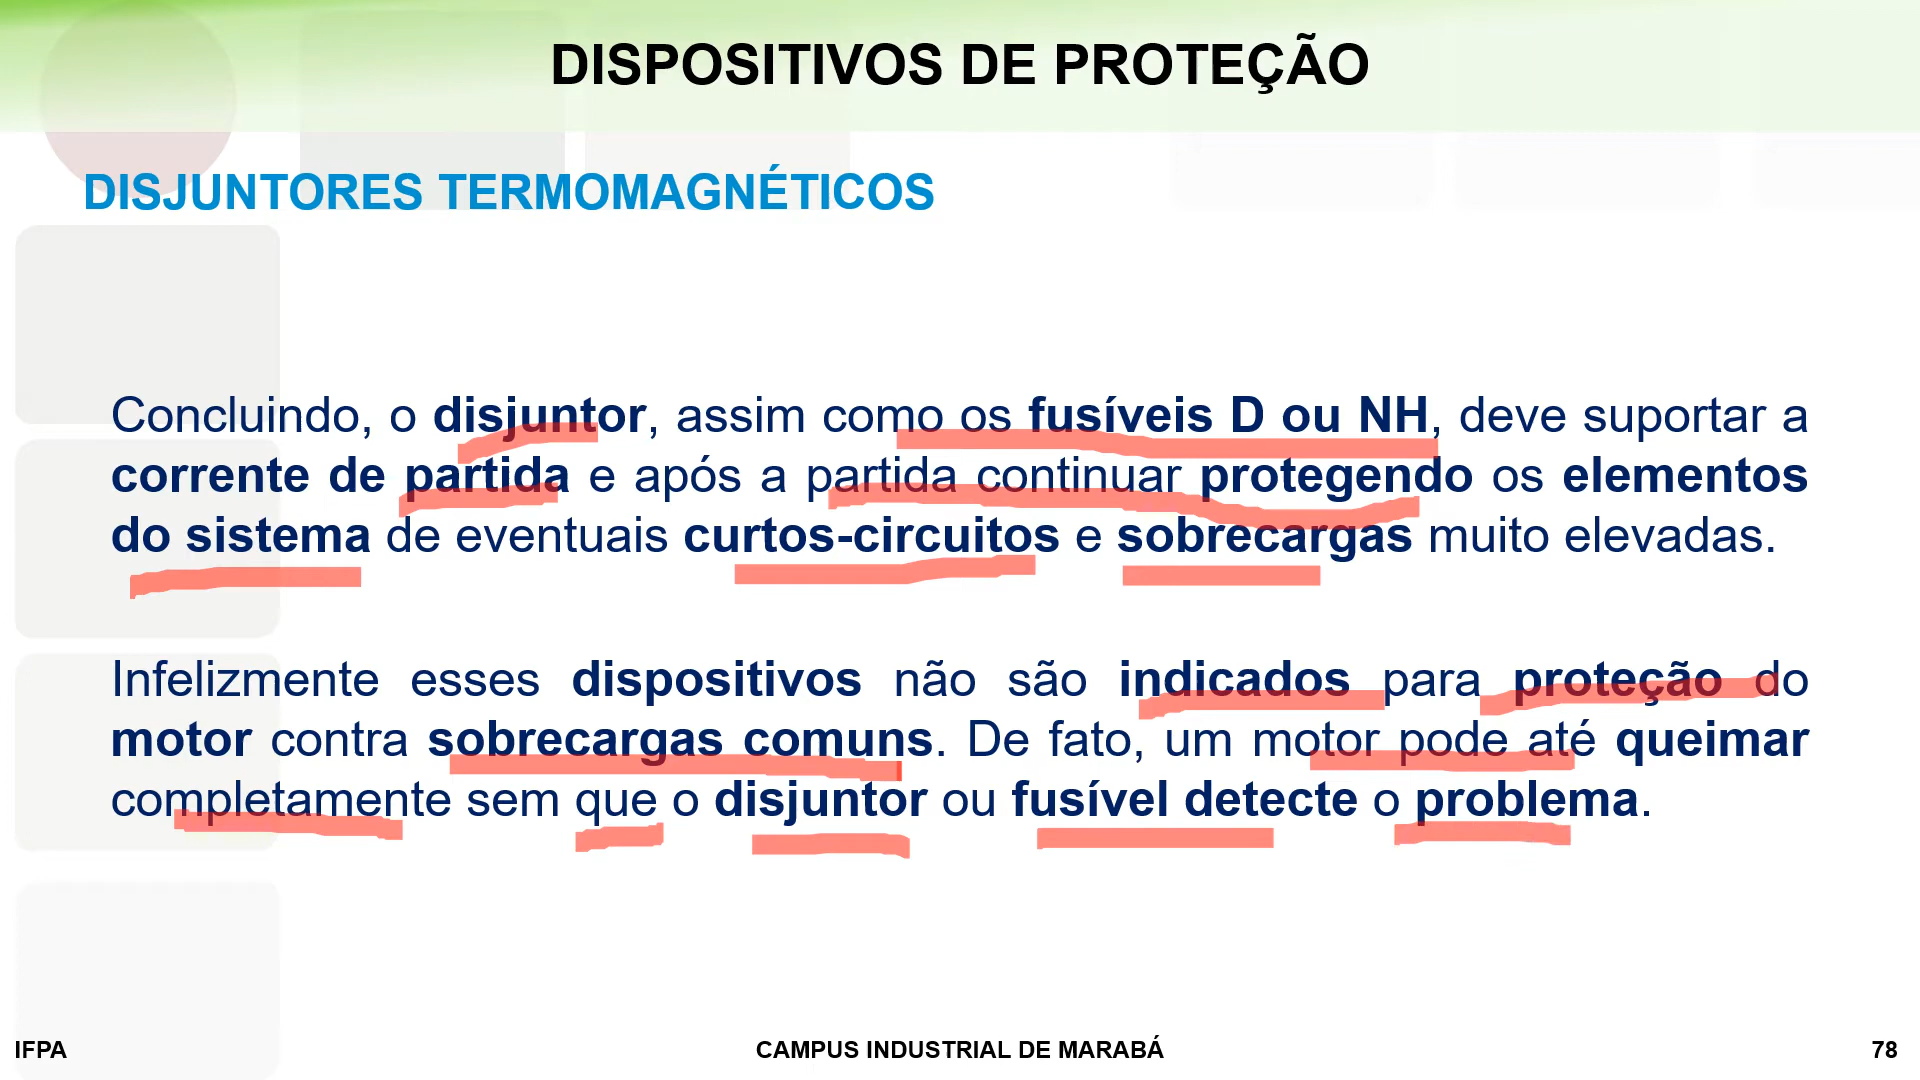 DISPOSITIVOS DE PROTEÇÃO
DISJUNTORES TERMOMAGNÉTICOS
Concluindo, o disjuntor, assim como os fusíveis D ou NH, deve suportar a
corrente de partida e após a partida continuar protegendo os elementos
do sistema de eventuais curtos-circuitos e sobrecargas muito elevadas.
Infelizmente esses dispositivos não são indicados para proteção do
motor contra sobrecargas comuns. De fato, um motor pode até queimar
completamente sem que o disjuntor ou fusível detecte o problema.
IFPA
CAMPUS INDUSTRIAL DE MARABÁ
78